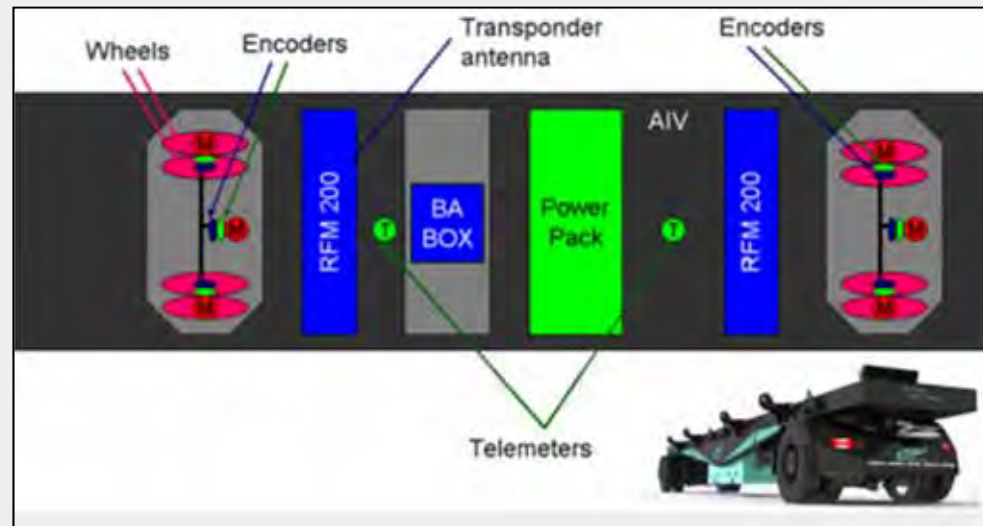 Wheels
Encoders
Transponder
antenna
Encoders
AIV
M
M
M
M
M
M
RFM 200
T
BA
BOX
Power
Pack
T
RFM 200
Telemeters